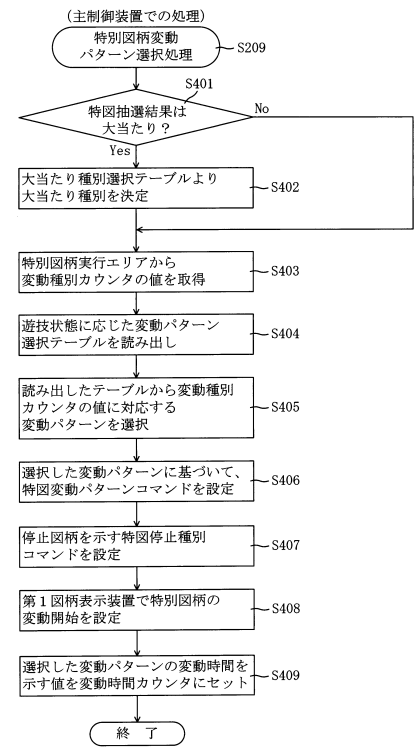 (主制御装置での処理)
特別図柄変動
パターン選択処理
S209
S401
特図抽選結果は
大当たり?
No
Yes
大当たり種別選択テーブルより
大当たり種別を決定
S402
特別図柄実行エリアから
変動種別カウンタの値を取得
S403
遊技状態に応じた変動パターン
選択テーブルを読み出し
S404
読み出したテーブルから変動種別
カウンタの値に対応する
変動パターンを選択
S405
選択した変動パターンに基づいて、
特図変動パターンコマンドを設定
S406
停止図柄を示す特図停止種別
コマンドを設定
S407
第1図柄表示装置で特別図柄の
変動開始を設定
S408
選択した変動パターンの変動時間を
示す値を変動時間カウンタにセット
S409
終 了